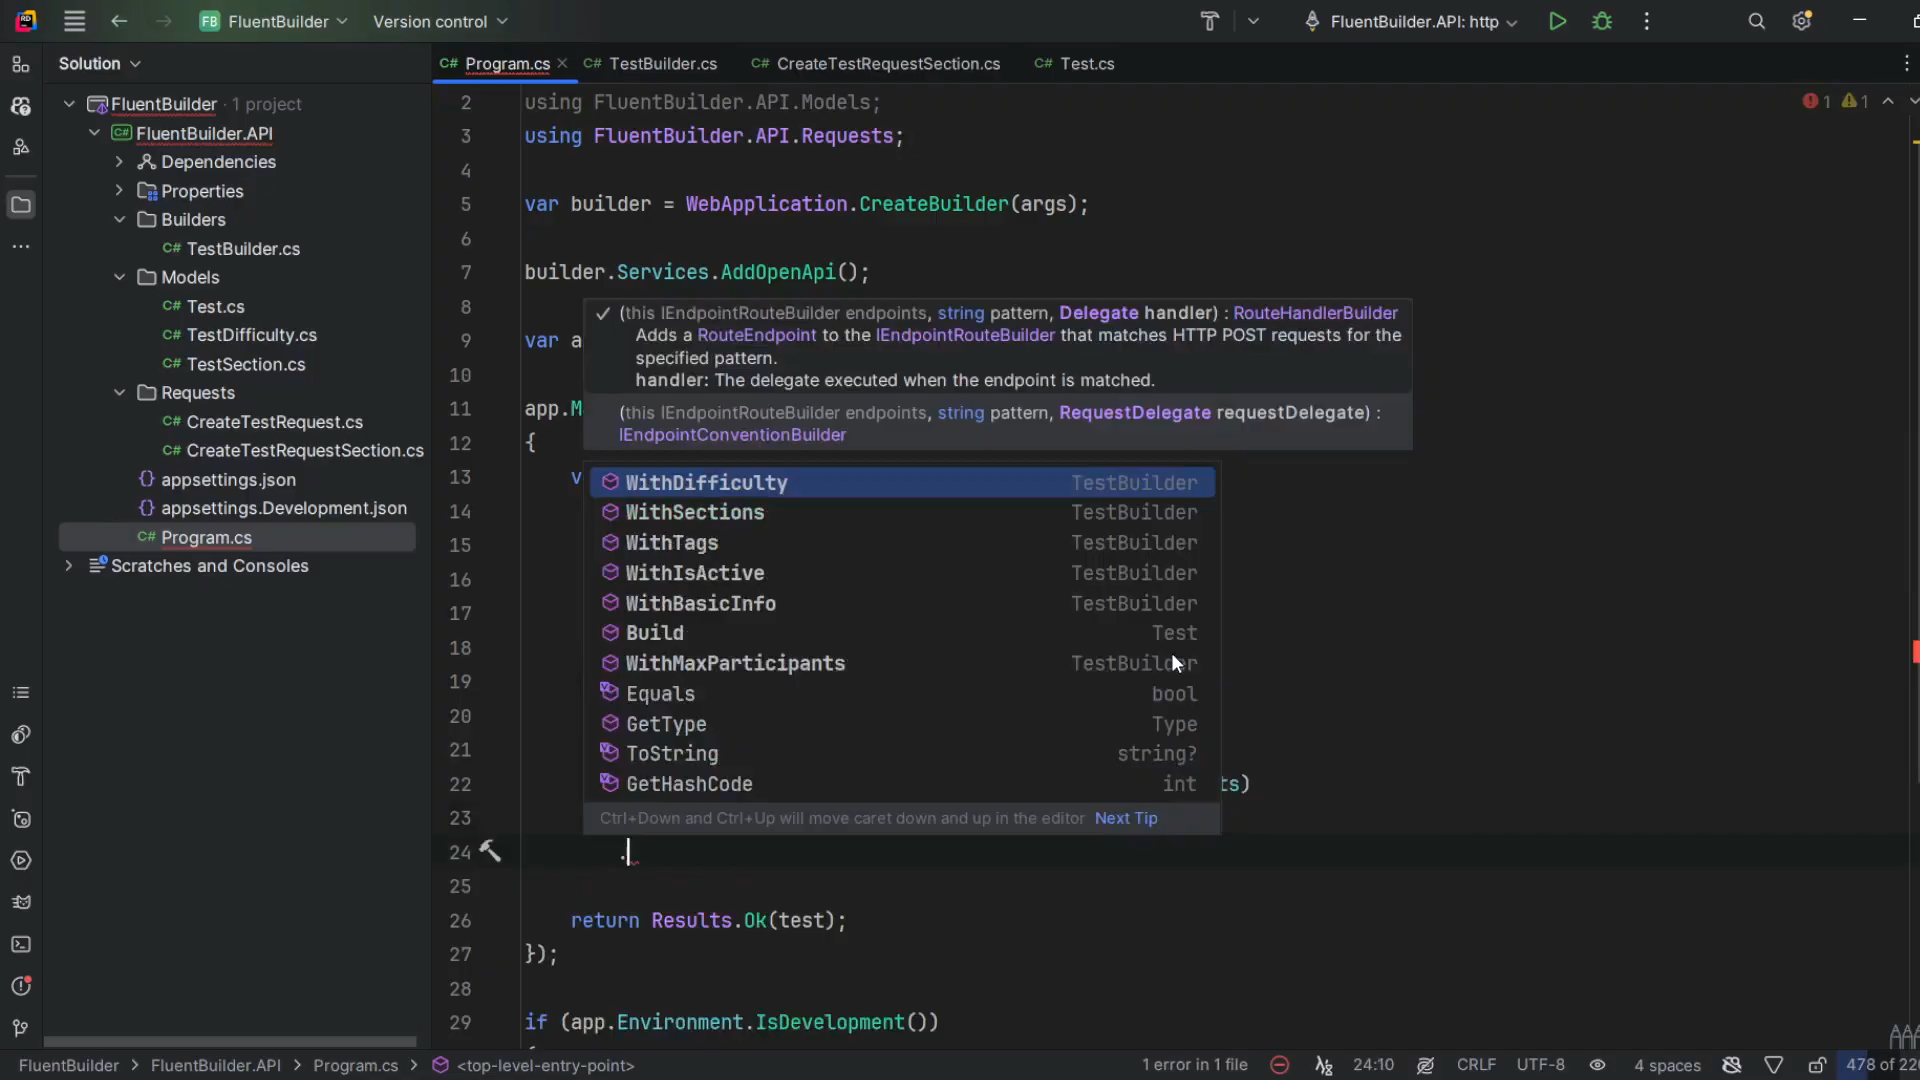 FB FluentBuilder Version control FluentBuilder.API: http
Solution
C# Program.cs C# TestBuilder.cs C# CreateTestRequestSection.cs C# Test.cs
FluentBuilder · 1 project
C# FluentBuilder.API
Dependencies
Properties
Builders
C# TestBuilder.cs
Models
C# Test.cs
C# TestDifficulty.cs
C# TestSection.cs
Requests
C# CreateTestRequest.cs
C# CreateTestRequestSection.cs
{} appsettings.json
{} appsettings.Development.json
C# Program.cs
Scratches and Consoles
1 1
2 using FluentBuilder.API.Models;
3 using FluentBuilder.API.Requests;
4
5 var builder = WebApplication.CreateBuilder(args);
6
7 builder.Services.AddOpenApi();
8
9 var a
10
11 app.M
12 {
13 v
14
15
16
17
18
19
20
21
22 ts)
23
24 .
25
26 return Results.Ok(test);
27 });
28
29 if (app.Environment.IsDevelopment())
(this IEndpointRouteBuilder endpoints, string pattern, Delegate handler) : RouteHandlerBuilder
Adds a RouteEndpoint to the IEndpointRouteBuilder that matches HTTP POST requests for the
specified pattern.
handler: The delegate executed when the endpoint is matched.
(this IEndpointRouteBuilder endpoints, string pattern, RequestDelegate requestDelegate) :
IEndpointConventionBuilder
WithDifficulty TestBuilder
WithSections TestBuilder
WithTags TestBuilder
WithIsActive TestBuilder
WithBasicInfo TestBuilder
Build Test
WithMaxParticipants TestBuilder
Equals bool
GetType Type
ToString string?
GetHashCode int
Ctrl+Down and Ctrl+Up will move caret down and up in the editor Next Tip
FluentBuilder > FluentBuilder.API > Program.cs > <top-level-entry-point> 1 error in 1 file 24:10 CRLF UTF-8 4 spaces 478 of